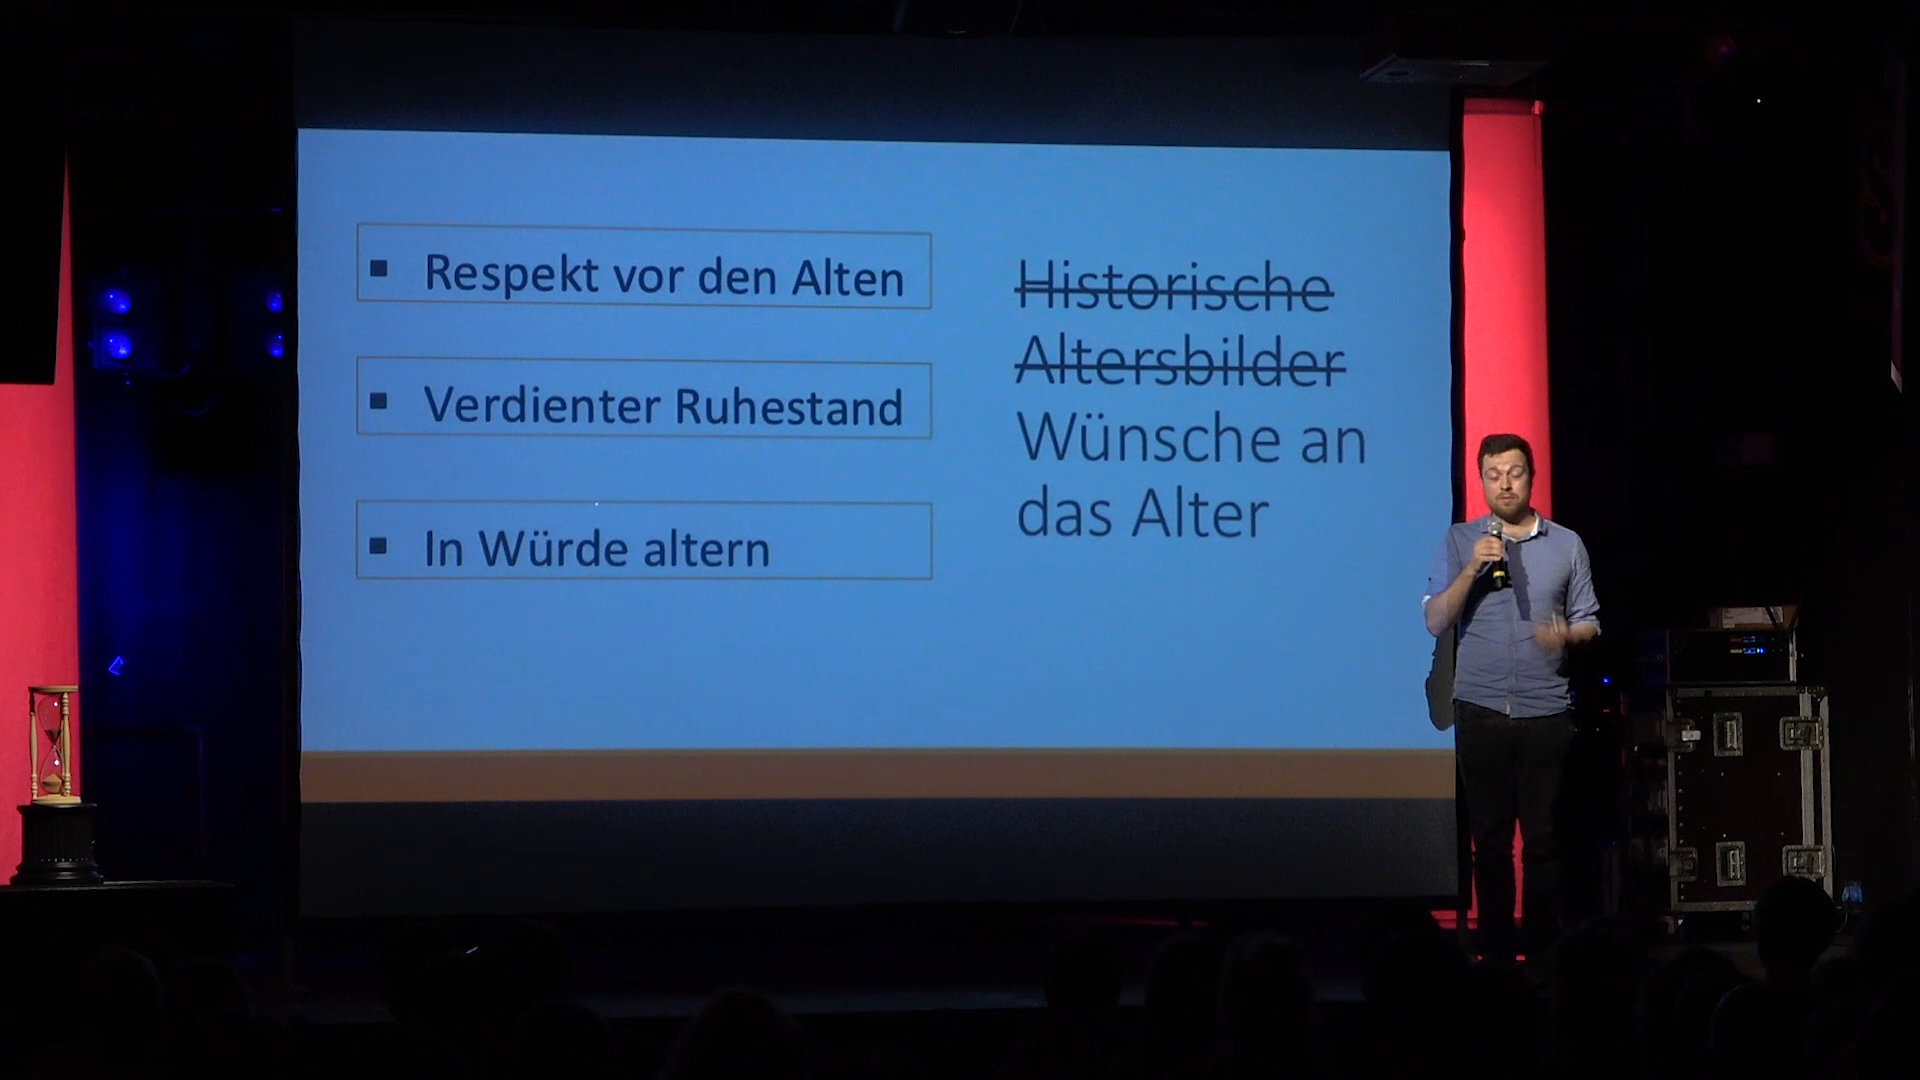 ▪ Respekt vor den Alten
▪ Verdienter Ruhestand
▪ In Würde altern
Historische
Altersbilder
Wünsche an
das Alter